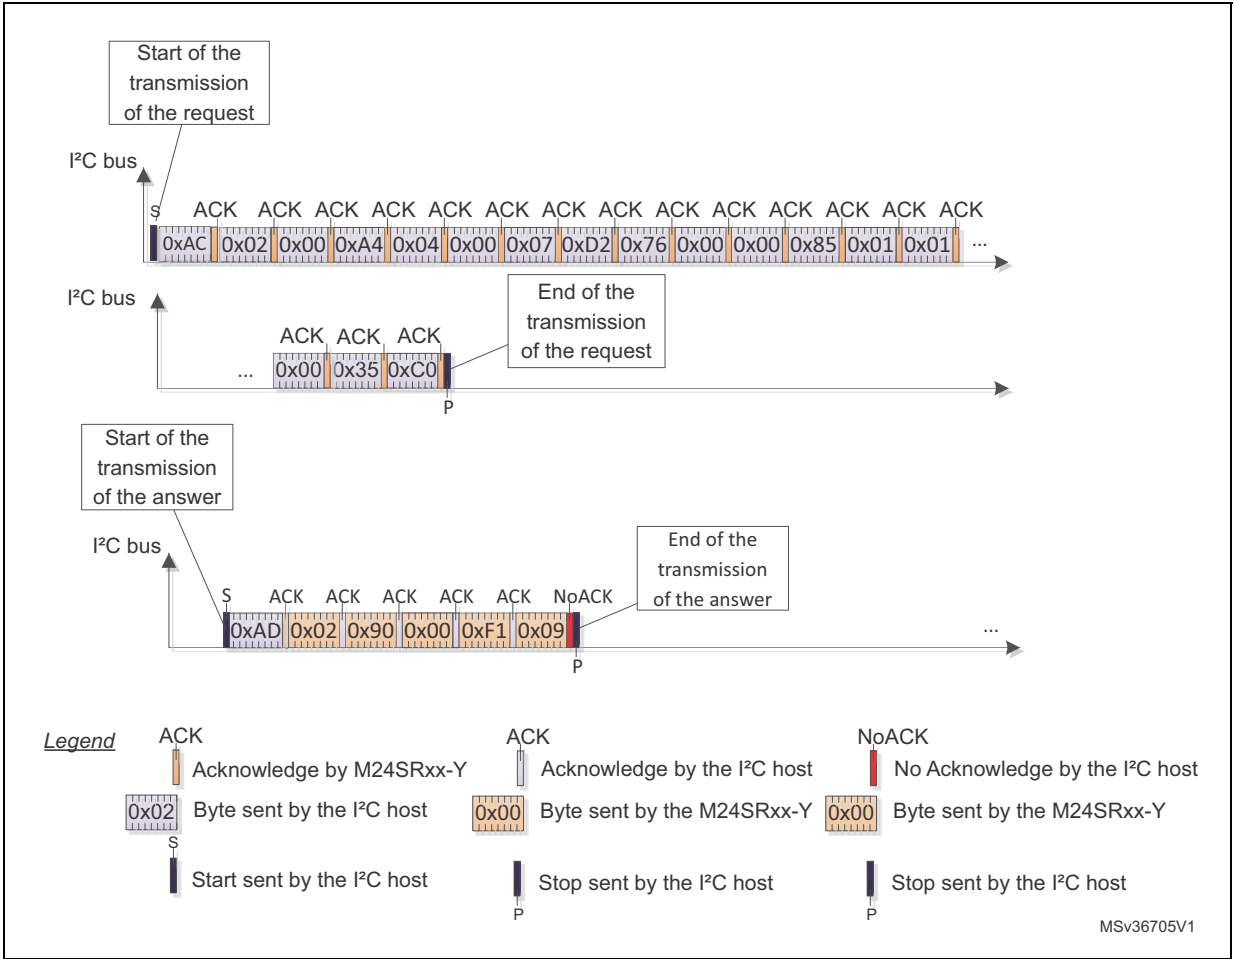 Start of the
transmission
of the request
I²C bus
S ACK ACK ACK ACK ACK ACK ACK ACK ACK ACK ACK ACK ACK ACK
0xAC 0x02 0x00 0xA4 0x04 0x00 0x07 0xD2 0x76 0x00 0x00 0x85 0x01 0x01 ...
I²C bus
End of the
transmission
of the request
ACK ACK ACK
... 0x00 0x35 0xC0
P
Start of the
transmission
of the answer
I²C bus
End of the
transmission
of the answer
S ACK ACK ACK ACK ACK NoACK
0xAD 0x02 0x90 0x00 0xF1 0x09 ...
P
Legend
ACK ACK NoACK
Acknowledge by M24SRxx-Y Acknowledge by the I²C host No Acknowledge by the I²C host
0x02 Byte sent by the I²C host 0x00 Byte sent by the M24SRxx-Y 0x00 Byte sent by the M24SRxx-Y
S
Start sent by the I²C host Stop sent by the I²C host Stop sent by the I²C host
P P
MSv36705V1